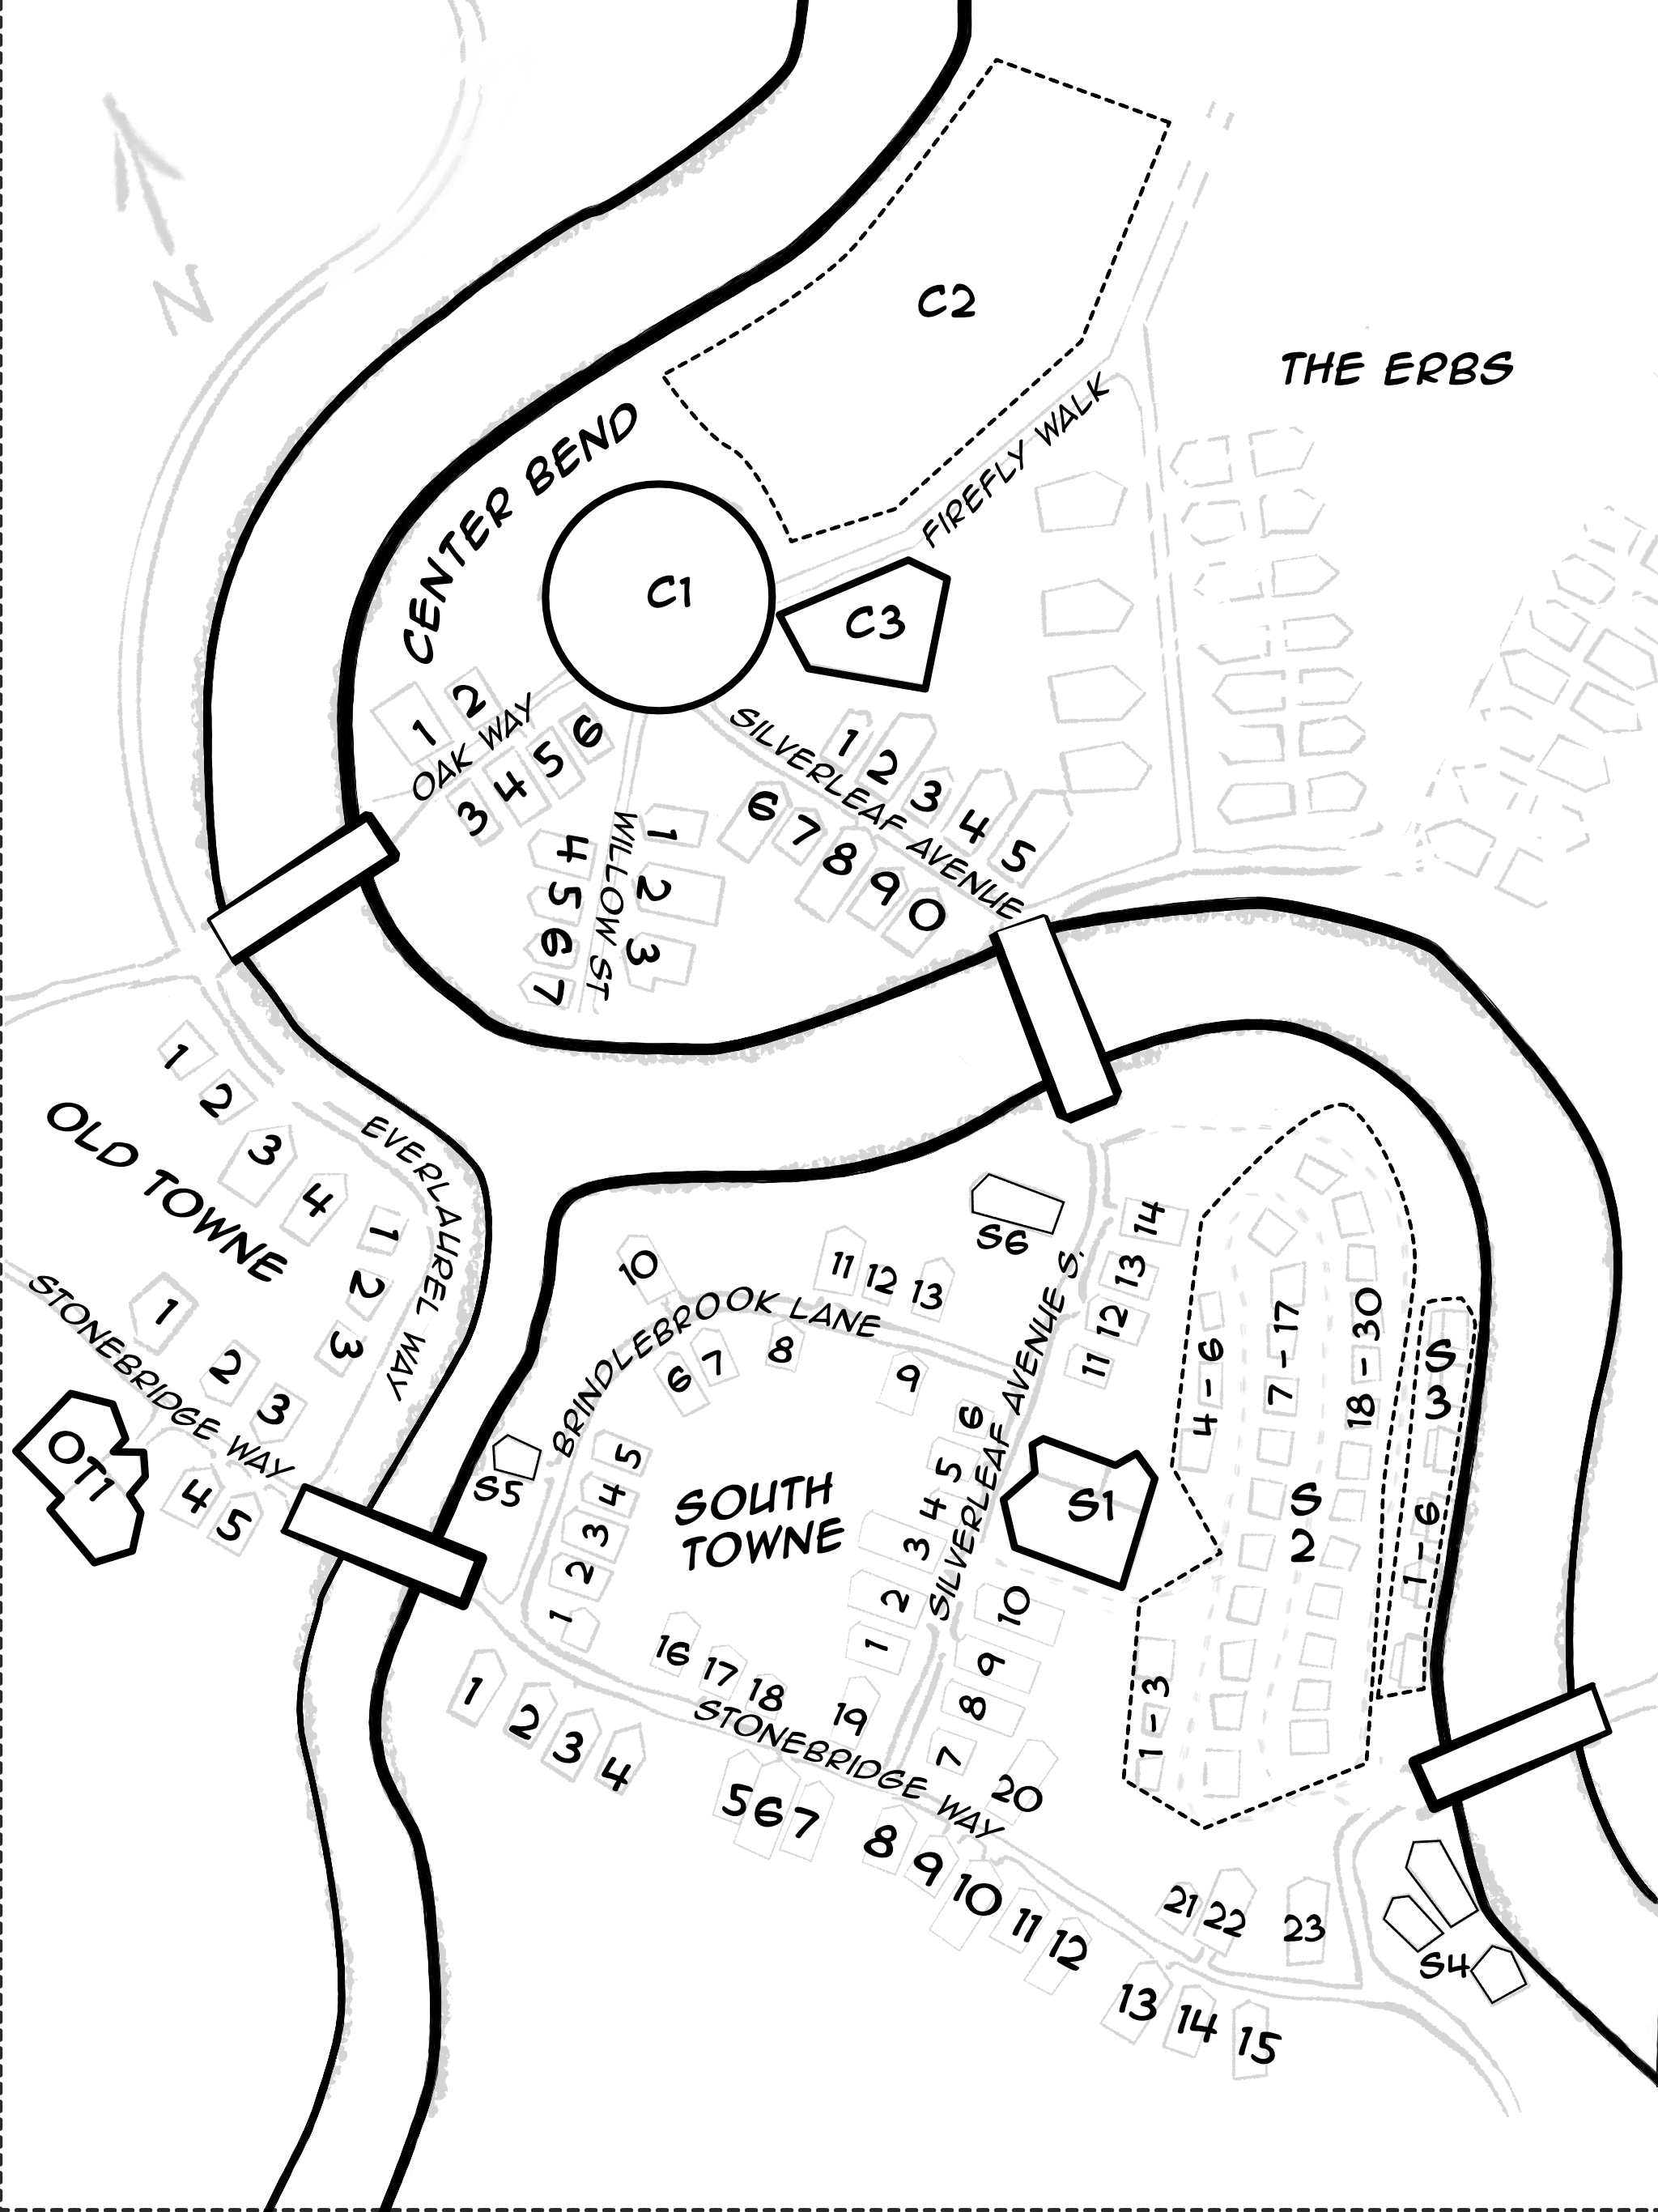 N
C2
THE ERBS
FIREFLY WALK
CENTER BEND
C1
C3
1 2
OAK WAY
3 4 5 6
SILVERLEAF AVENUE
1 2 3 4 5
6 7 8 9 0
WILLOW ST
1 2 3
4 5 6 7
OLD TOWNE
1 2 3 4
EVERLAUREL WAY
1 2 3
STONEBRIDGE WAY
1 2 3
4 5
OT1
S5
S6
BRINDLEBROOK LANE
10
11 12 13
6 7 8 9
1 2 3 4 5
SOUTH
TOWNE
SILVERLEAF AVENUE S.
14
13
12
11
6
5
4
3
2
1
10
9
8
7
S1
4 - 6
7 - 17
18 - 30
S
2
1 - 3
S
3
1 - 6
16 17 18 19
STONEBRIDGE WAY
20
21 22 23
1 2 3 4
5 6 7
8 9 10 11 12
13 14 15
S4